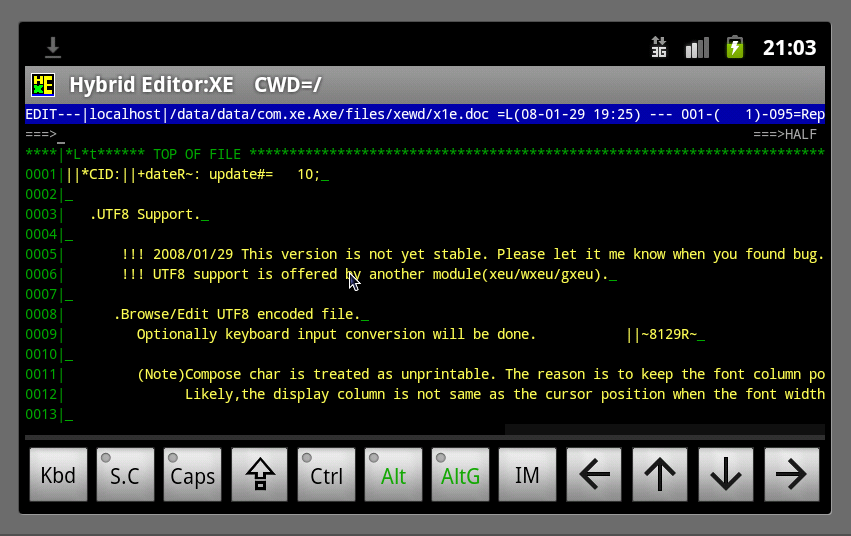 3G 21:03
Hybrid Editor:XE CWD=/
EDIT---|localhost|/data/data/com.xe.Axe/files/xewd/x1e.doc =L(08-01-29 19:25) --- 001-( 1)-095=Rep
===>_ ===>HALF
****|*L*t****** TOP OF FILE ************************************************************************
0001|||*CID:||+dateR~: update#= 10;_
0002|_
0003| .UTF8 Support._
0004|_
0005| !!! 2008/01/29 This version is not yet stable. Please let it me know when you found bug.
0006| !!! UTF8 support is offered by another module(xeu/wxeu/gxeu)._
0007|_
0008| .Browse/Edit UTF8 encoded file._
0009| Optionally keyboard input conversion will be done. ||~8129R~_
0010|_
0011| (Note)Compose char is treated as unprintable. The reason is to keep the font column po
0012| Likely,the display column is not same as the cursor position when the font width
0013|_
Kbd S.C Caps Ctrl Alt AltG IM